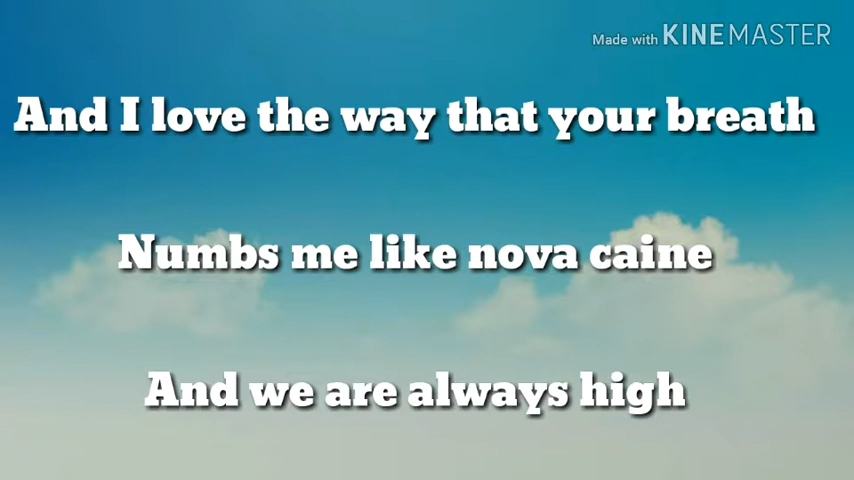 Made with KINEMASTER
And I love the way that your breath
Numbs me like nova caine
And we are always high